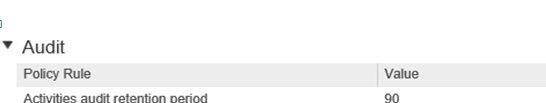 Audit
Policy Rule Value
Activities audit retention period 90